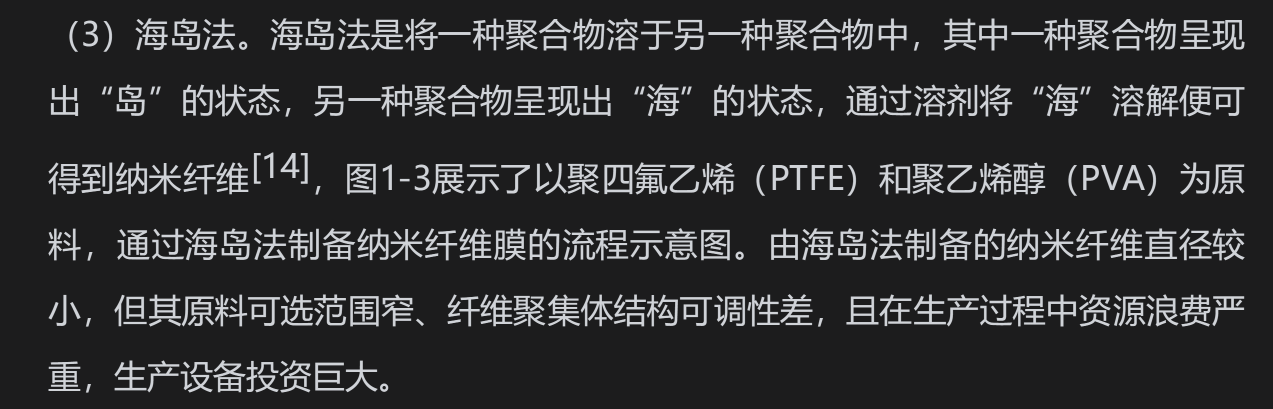 （3）海岛法。海岛法是将一种聚合物溶于另一种聚合物中，其中一种聚合物呈现
出“岛”的状态，另一种聚合物呈现出“海”的状态，通过溶剂将“海”溶解便可
得到纳米纤维[14]，图1-3展示了以聚四氟乙烯（PTFE）和聚乙烯醇（PVA）为原
料，通过海岛法制备纳米纤维膜的流程示意图。由海岛法制备的纳米纤维直径较
小，但其原料可选范围窄、纤维聚集体结构可调性差，且在生产过程中资源浪费严
重，生产设备投资巨大。